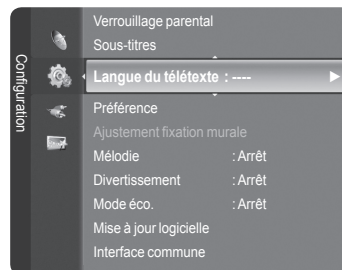 Configuration
Verrouillage parental
Sous-titres
Langue du télétexte : ----
Préférence
Ajustement fixation murale
Mélodie : Arrêt
Divertissement : Arrêt
Mode éco. : Arrêt
Mise à jour logicielle
Interface commune